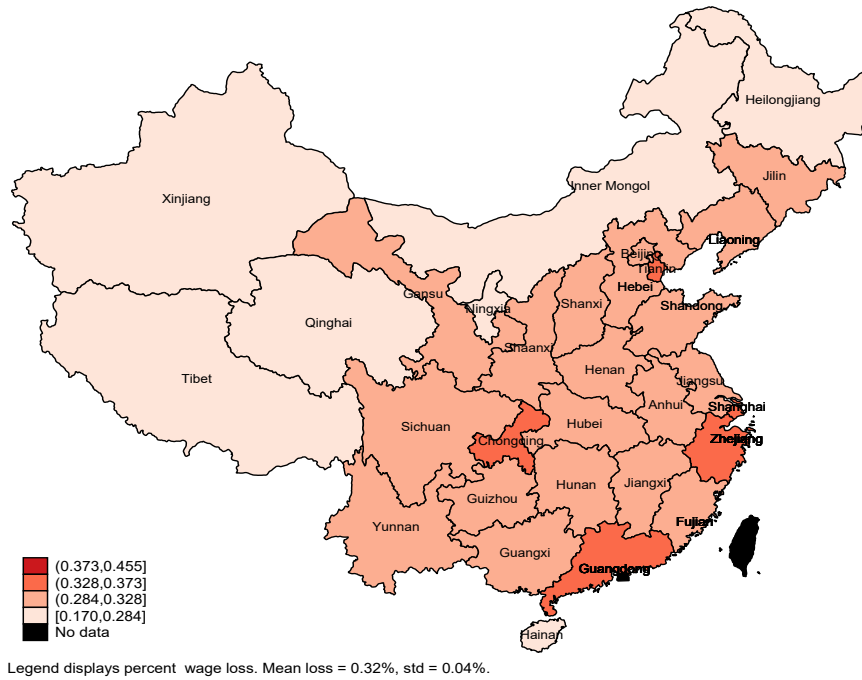 Heilongjiang
Jilin
Xinjiang
Inner Mongol
Liaoning
Beijing
Tianjin
Hebei
Gansu
Ningxia
Shanxi
Shandong
Qinghai
Shaanxi
Henan
Tibet
Jiangsu
Anhui
Shanghai
Sichuan
Hubei
Chongqing
Zhejiang
Guizhou
Hunan
Jiangxi
Yunnan
Fujian
Guangxi
Guangdong
Hainan
(0.373,0.455]
(0.328,0.373]
(0.284,0.328]
[0.170,0.284]
No data
Legend displays percent wage loss. Mean loss = 0.32%, std = 0.04%.